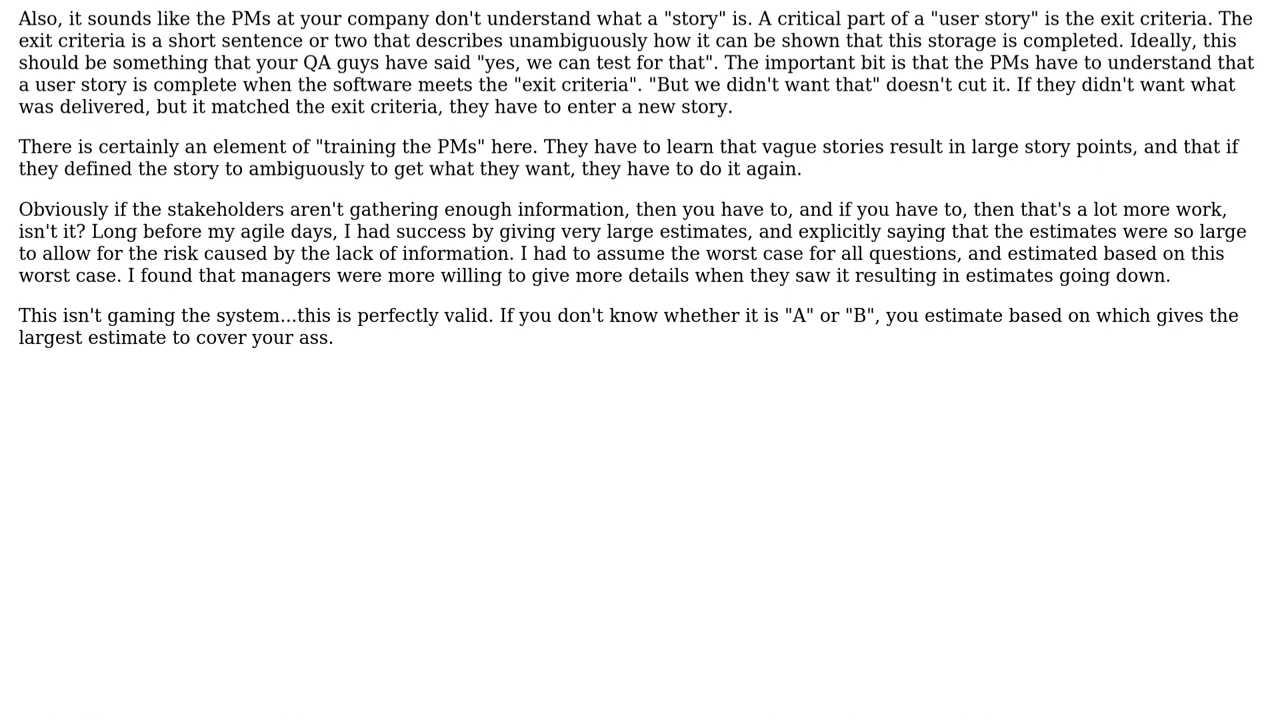 Also, it sounds like the PMs at your company don't understand what a "story" is. A critical part of a "user story" is the exit criteria. The
exit criteria is a short sentence or two that describes unambiguously how it can be shown that this storage is completed. Ideally, this
should be something that your QA guys have said "yes, we can test for that". The important bit is that the PMs have to understand that
a user story is complete when the software meets the "exit criteria". "But we didn't want that" doesn't cut it. If they didn't want what
was delivered, but it matched the exit criteria, they have to enter a new story.
There is certainly an element of "training the PMs" here. They have to learn that vague stories result in large story points, and that if
they defined the story to ambiguously to get what they want, they have to do it again.
Obviously if the stakeholders aren't gathering enough information, then you have to, and if you have to, then that's a lot more work,
isn't it? Long before my agile days, I had success by giving very large estimates, and explicitly saying that the estimates were so large
to allow for the risk caused by the lack of information. I had to assume the worst case for all questions, and estimated based on this
worst case. I found that managers were more willing to give more details when they saw it resulting in estimates going down.
This isn't gaming the system...this is perfectly valid. If you don't know whether it is "A" or "B", you estimate based on which gives the
largest estimate to cover your ass.